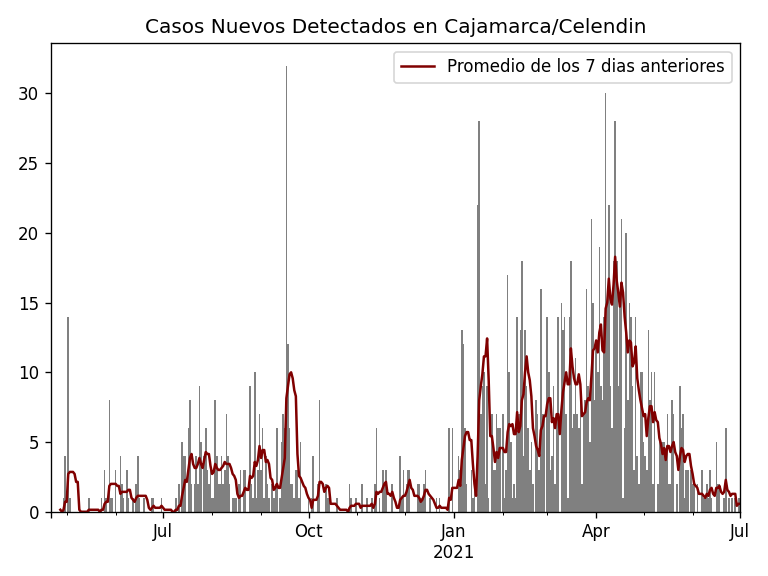 Casos Nuevos Detectados en Cajamarca/Celendin
Promedio de los 7 dias anteriores
30
25
20
15
10
5
0
Jul Oct Jan Apr Jul
2021